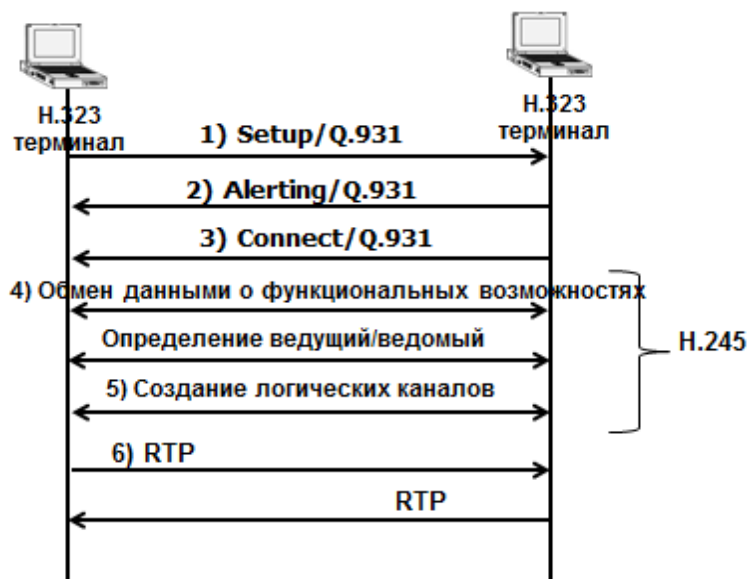 H.323
терминал
H.323
терминал
1) Setup/Q.931
2) Alerting/Q.931
3) Connect/Q.931
4) Обмен данными о функциональных возможностях
Определение ведущий/ведомый
H.245
5) Создание логических каналов
6) RTP
RTP